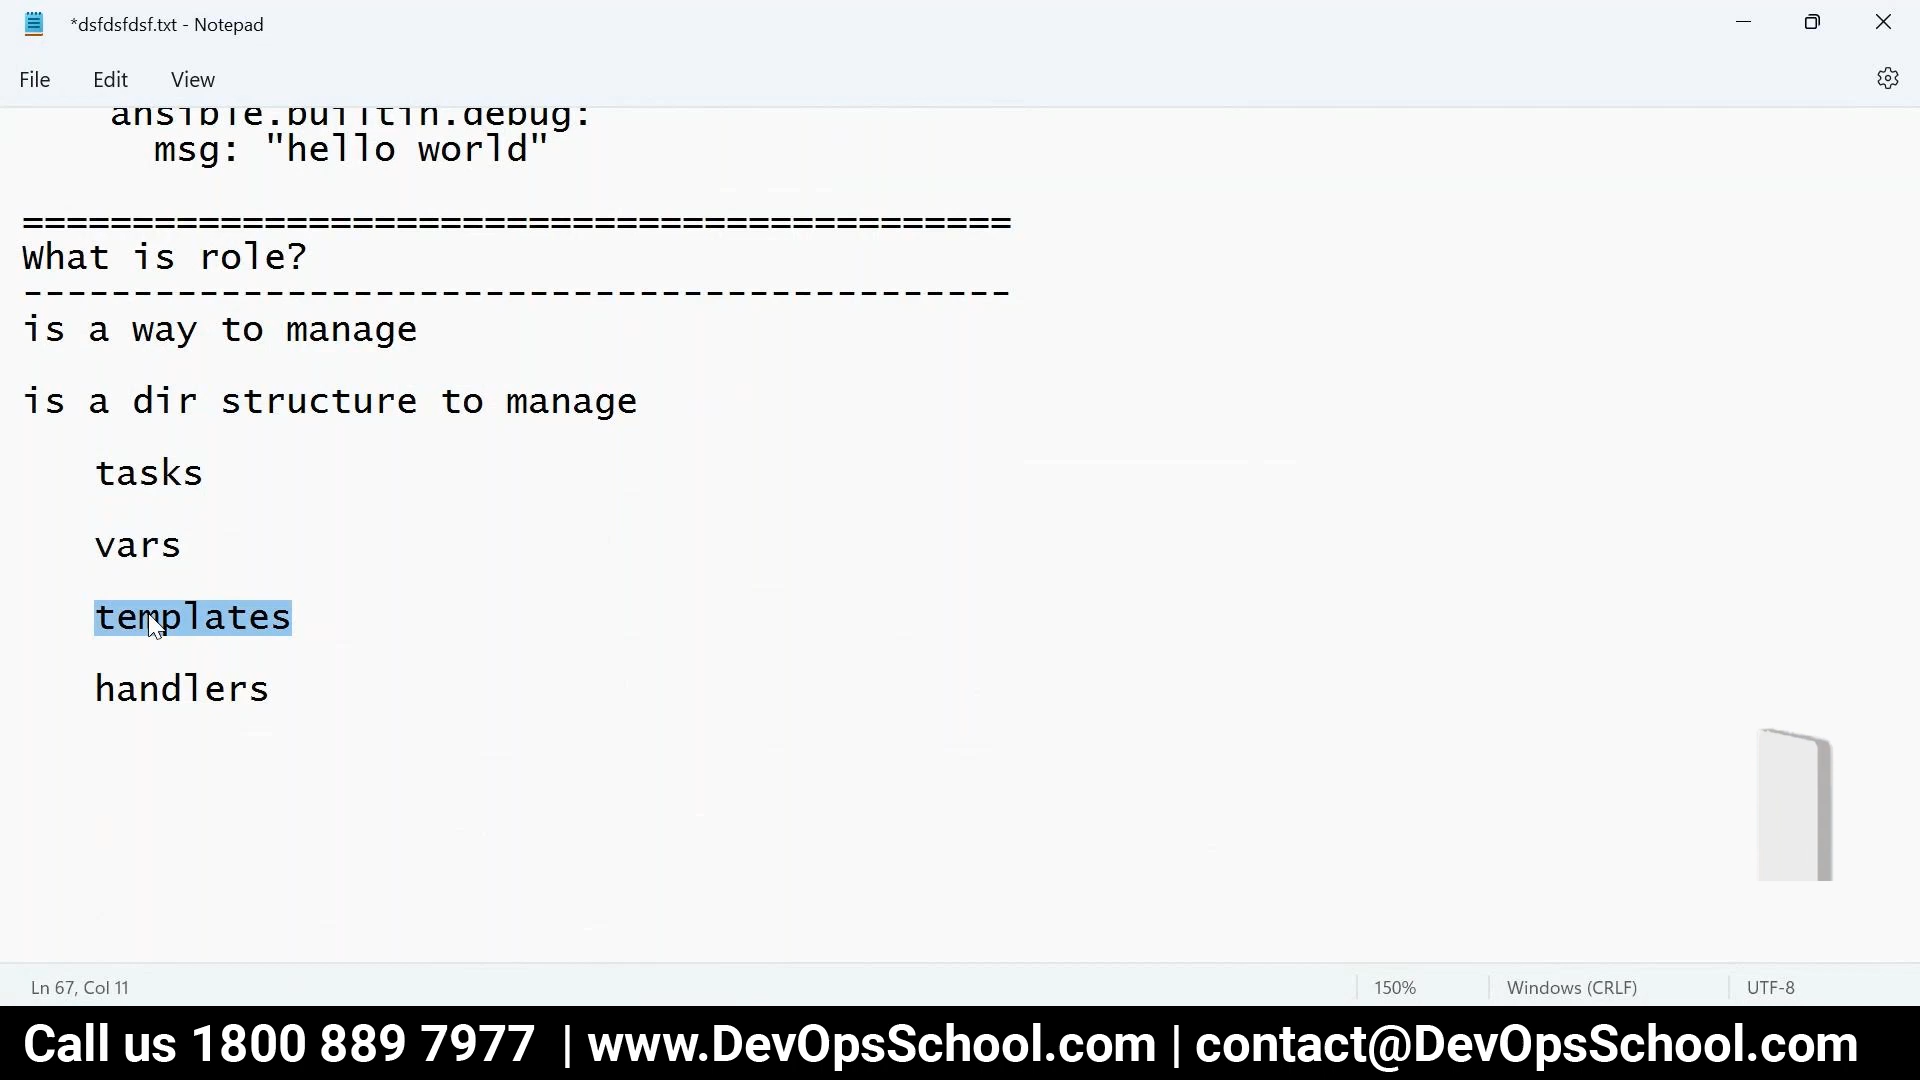 *dsfdsfdsf.txt - Notepad
File Edit View
ansible.builtin.debug:
msg: "hello world"
=============================================
What is role?
---------------------------------------------
is a way to manage
is a dir structure to manage
tasks
vars
templates
handlers
Ln 67, Col 11 150% Windows (CRLF) UTF-8
Call us 1800 889 7977 | www.DevOpsSchool.com | contact@DevOpsSchool.com